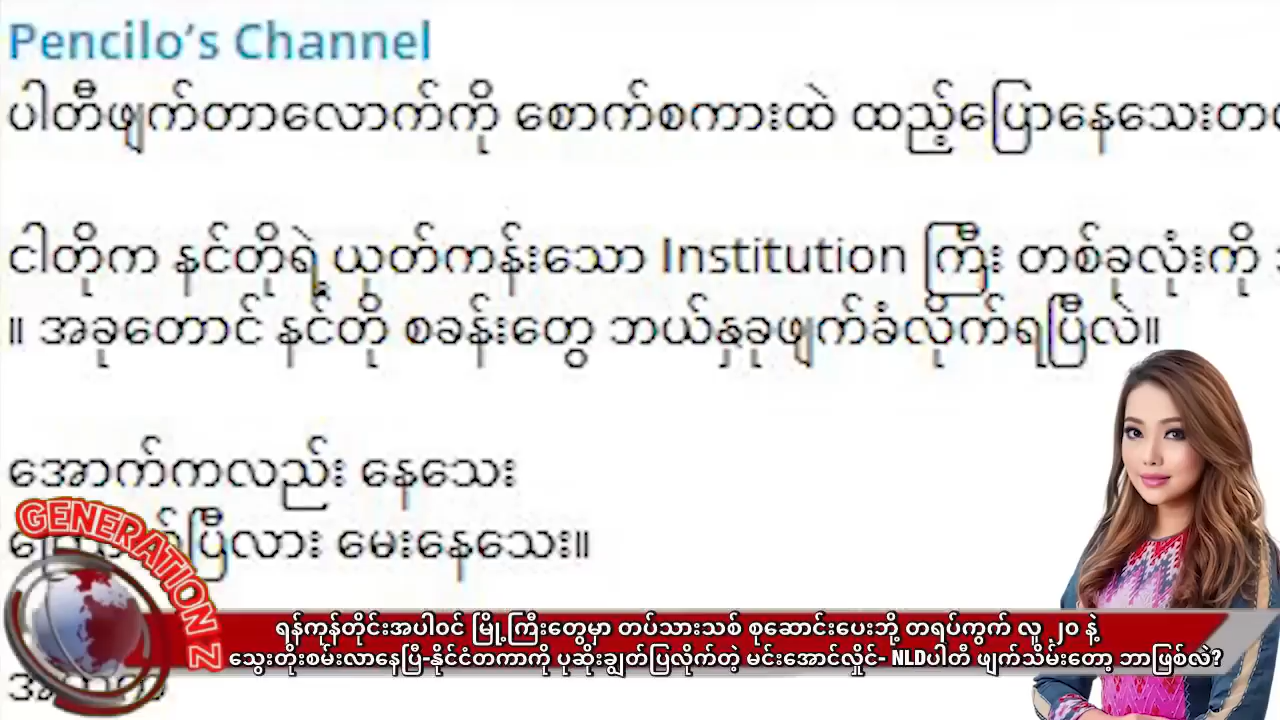 Pencilo’s Channel
ပါတီဖျက်တာလောက်ကို စောက်စကားထဲ ထည့်ပြောနေသေး
ငါတို့က နင်တို့ရဲ့ ယုတ်ကန်းသော Institution ကြီး တစ်ခုလုံးကို
။ အခုတောင် နင်တို့ စခန်းတွေ ဘယ်နှခုဖျက်ခံလိုက်ရပြီလဲ။
အောက်ကလည်း နေသေး
မေးနေသေး။
GENERATION Z
ရန်ကုန်တိုင်းအပါဝင် မြို့ကြီးတွေမှာ တပ်သားသစ် စုဆောင်းပေးဘို့ တရပ်ကွက် လူ ၂၀ နဲ့
သွေးတိုးစမ်းလာနေပြီ-နိုင်ငံတကာကို ပုဆိုးချွတ်ပြလိုက်တဲ့ မင်းအောင်လှိုင်- NLDပါတီ ဖျက်သိမ်းတော့ ဘာဖြစ်လဲ?